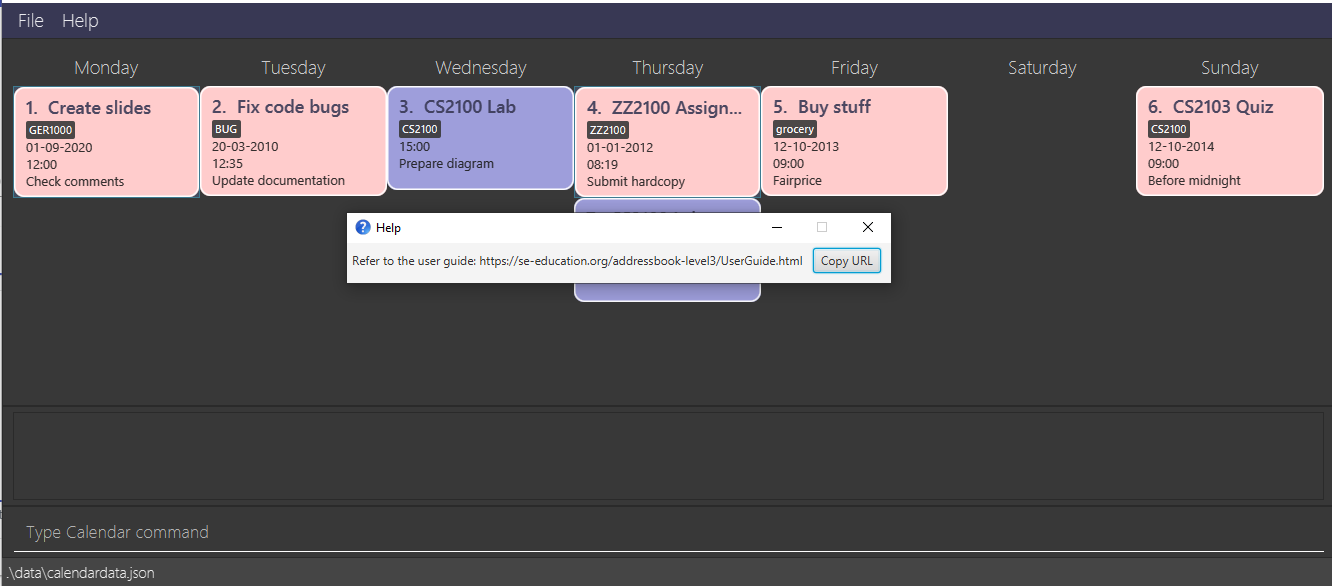 File Help
Monday Tuesday Wednesday Thursday Friday Saturday Sunday
1. Create slides
GER1000
01-09-2020
12:00
Check comments
2. Fix code bugs
BUG
20-03-2010
12:35
Update documentation
3. CS2100 Lab
CS2100
15:00
Prepare diagram
4. ZZ2100 Assign...
ZZ2100
01-01-2012
08:19
Submit hardcopy
5. Buy stuff
grocery
12-10-2013
09:00
Fairprice
6. CS2103 Quiz
CS2100
12-10-2014
09:00
Before midnight
? Help
Refer to the user guide: https://se-education.org/addressbook-level3/UserGuide.html Copy URL
Type Calendar command
.\data\calendardata.json